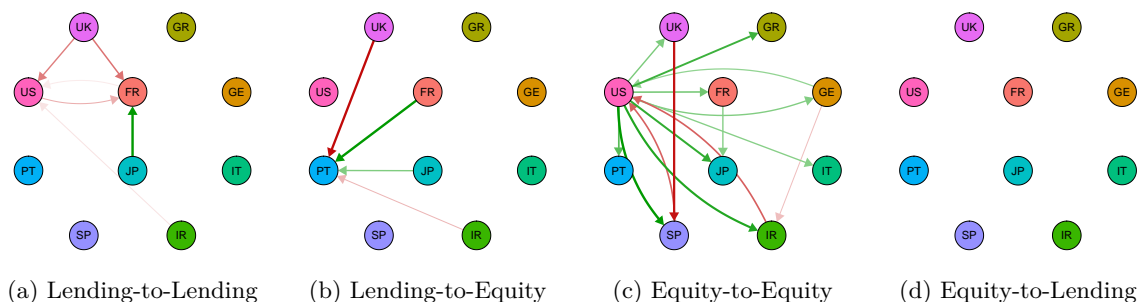 UK GR
US FR GE
PT JP IT
SP IR
(a) Lending-to-Lending
UK GR
US FR GE
PT JP IT
SP IR
(b) Lending-to-Equity
UK GR
US FR GE
PT JP IT
SP IR
(c) Equity-to-Equity
UK GR
US FR GE
PT JP IT
SP IR
(d) Equity-to-Lending